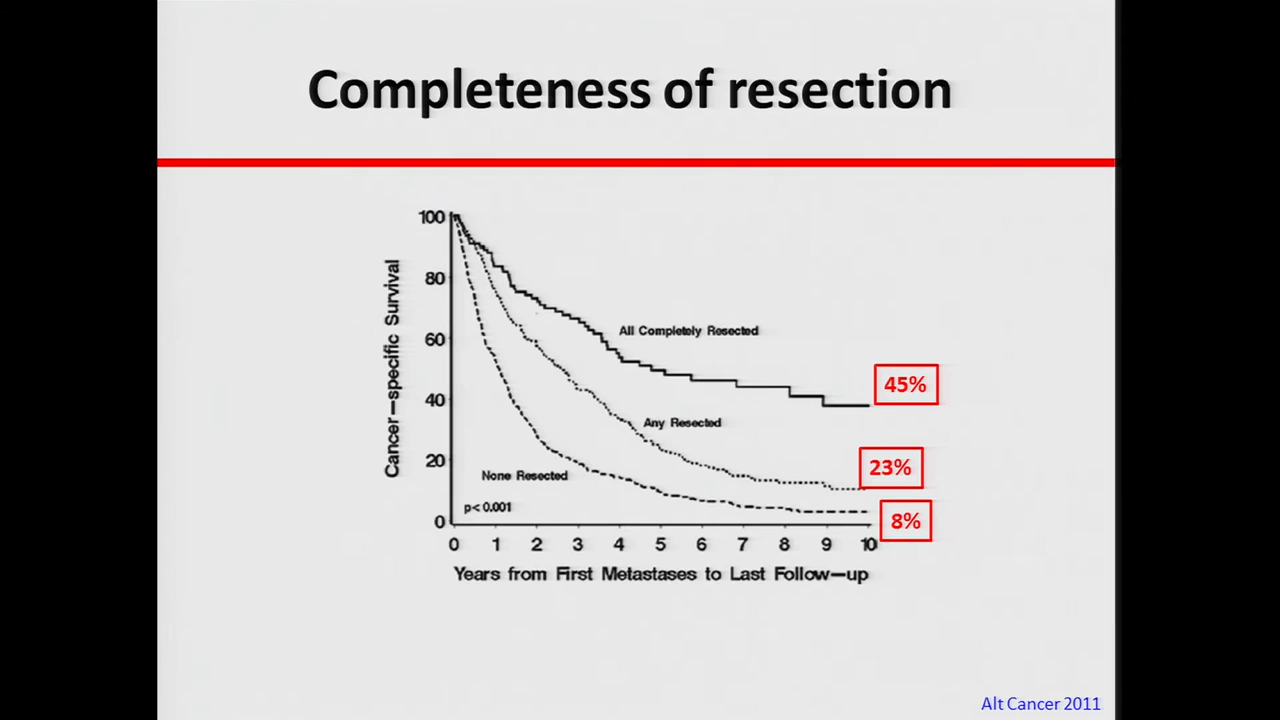 Completeness of resection
100
80
60
40
20
0
Cancer-specific Survival
All Completely Resected
Any Resected
None Resected
p< 0.001
45%
23%
8%
0 1 2 3 4 5 6 7 8 9 10
Years from First Metastases to Last Follow-up
Alt Cancer 2011